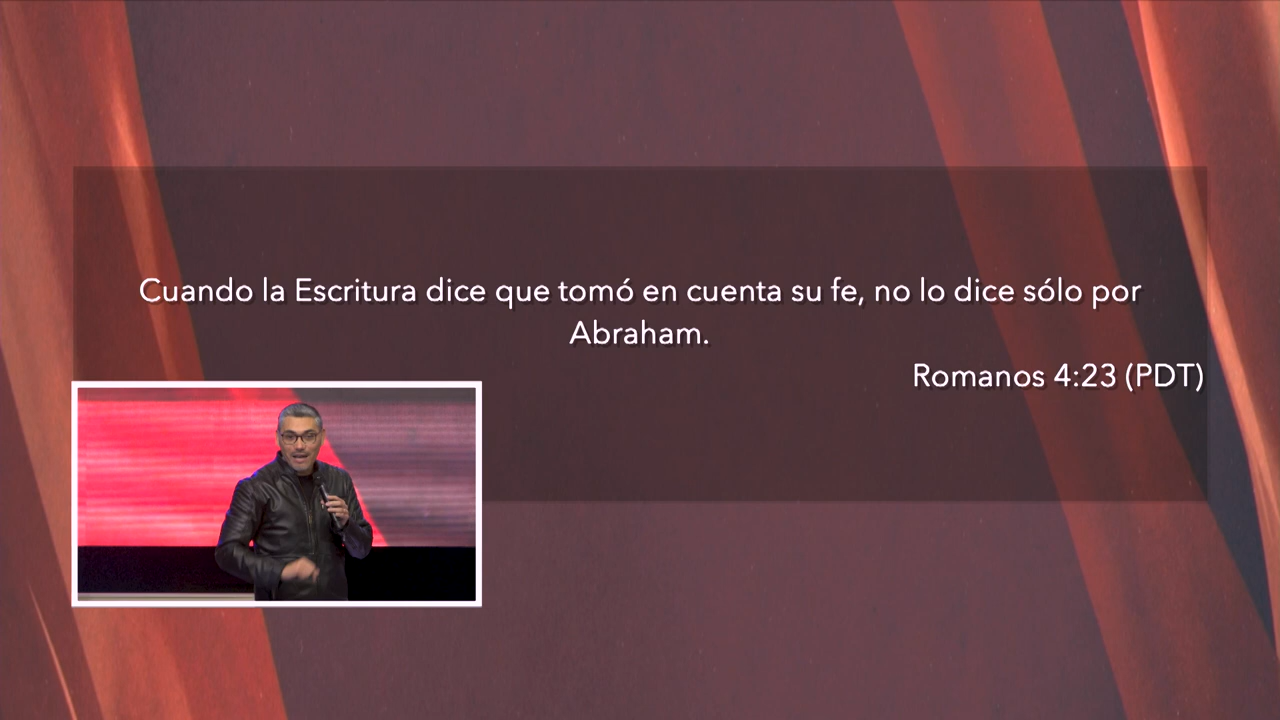 Cuando la Escritura dice que tomó en cuenta su fe, no lo dice sólo por
Abraham.
Romanos 4:23 (PDT)